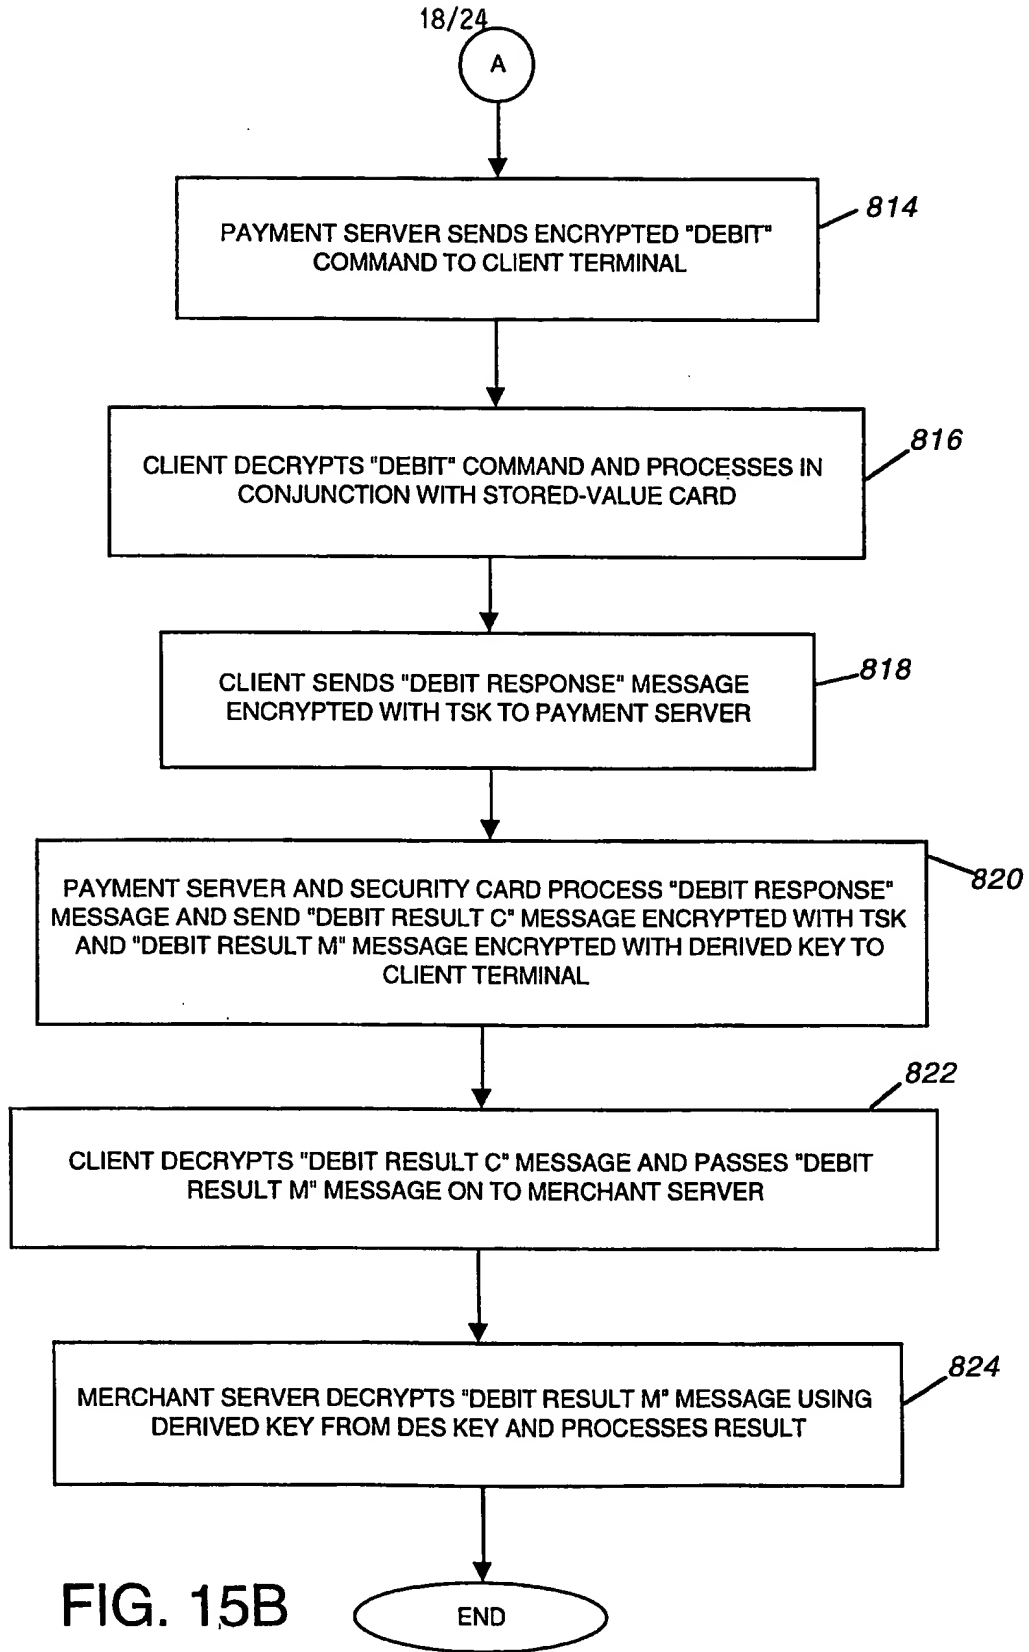 18/24
A
PAYMENT SERVER SENDS ENCRYPTED "DEBIT"
COMMAND TO CLIENT TERMINAL
814
CLIENT DECRYPTS "DEBIT" COMMAND AND PROCESSES IN
CONJUNCTION WITH STORED-VALUE CARD
816
CLIENT SENDS "DEBIT RESPONSE" MESSAGE
ENCRYPTED WITH TSK TO PAYMENT SERVER
818
PAYMENT SERVER AND SECURITY CARD PROCESS "DEBIT RESPONSE"
MESSAGE AND SEND "DEBIT RESULT C" MESSAGE ENCRYPTED WITH TSK
AND "DEBIT RESULT M" MESSAGE ENCRYPTED WITH DERIVED KEY TO
CLIENT TERMINAL
820
CLIENT DECRYPTS "DEBIT RESULT C" MESSAGE AND PASSES "DEBIT
RESULT M" MESSAGE ON TO MERCHANT SERVER
822
MERCHANT SERVER DECRYPTS "DEBIT RESULT M" MESSAGE USING
DERIVED KEY FROM DES KEY AND PROCESSES RESULT
824
END
FIG. 15B